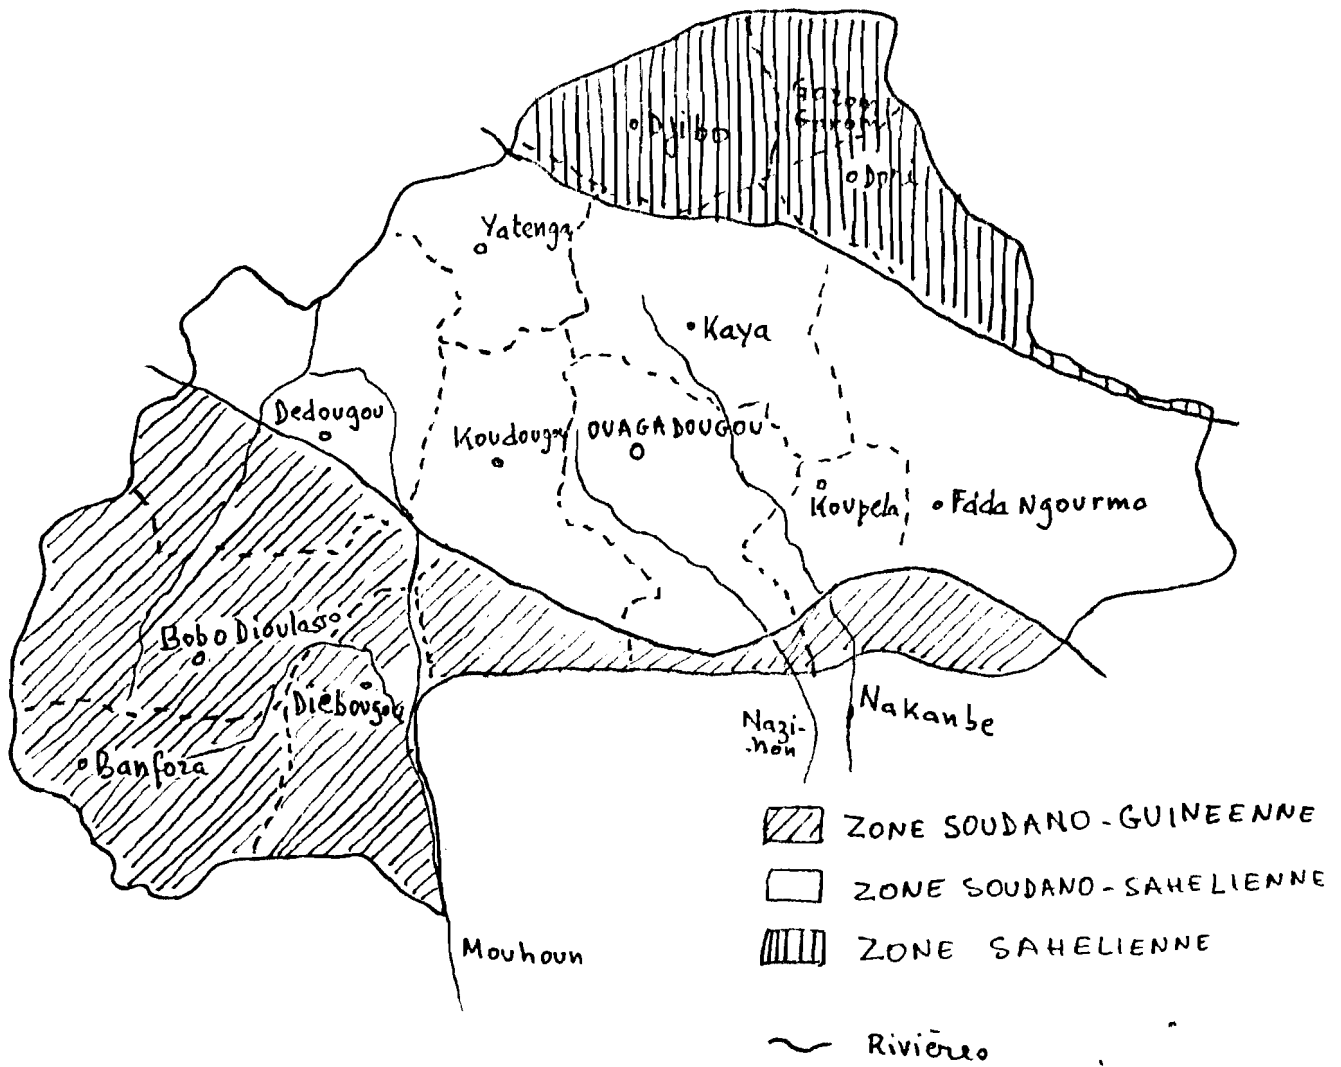 Djibo
Dori
Yatenga
Kaya
Dedougou
Koudougou
OUAGADOUGOU
Koupela
Fada Ngourma
Bobo Dioulasso
Diebougou
Banfora
Nazi-
-non
Nakanbe
Mouhoun
ZONE SOUDANO-GUINEENNE
ZONE SOUDANO-SAHELIENNE
ZONE SAHELIENNE
Rivières